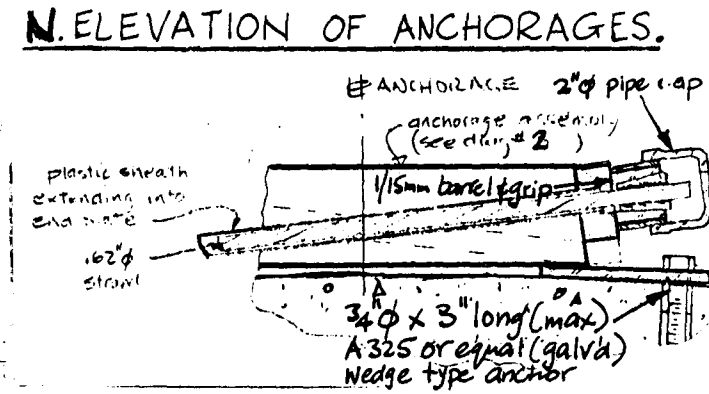 N. ELEVATION OF ANCHORAGES.
⅊ ANCHORAGE
2"φ pipe cap
anchorage assembly
(see dwg # 2 )
plastic sheath
extending into
end plate
1/15mm barrel & grip
.62"φ
strand
3/4"φ x 3" long (max)
A325 or equal (galv'd)
wedge type anchor